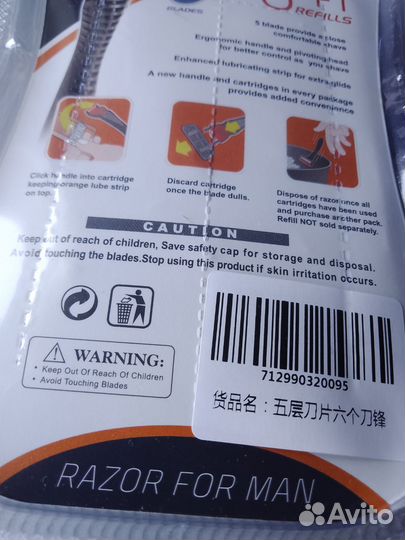 BLADES
REFILLS
5 blade provide a close
comfortable shave
Ergonomic handle and pivoting head
for better control as you shave
Enhanced lubricating strip for extra glide
A new handle and cartridges in every package
provides added convenience
Click handle into cartridge
keeping orange lube strip
on top.
Discard cartridge
once the blade dulls.
Dispose of razor once all
cartridges have been used
and purchase another pack.
Refill NOT sold separately.
CAUTION
Keep out of reach of children, Save safety cap for storage and disposal.
Avoid touching the blades.Stop using this product if skin irritation occurs.
WARNING:
• Keep Out Of Reach Of Children
• Avoid Touching Blades
712990320095
货品名：五层刀片六个刀锋
RAZOR FOR MAN
Avito